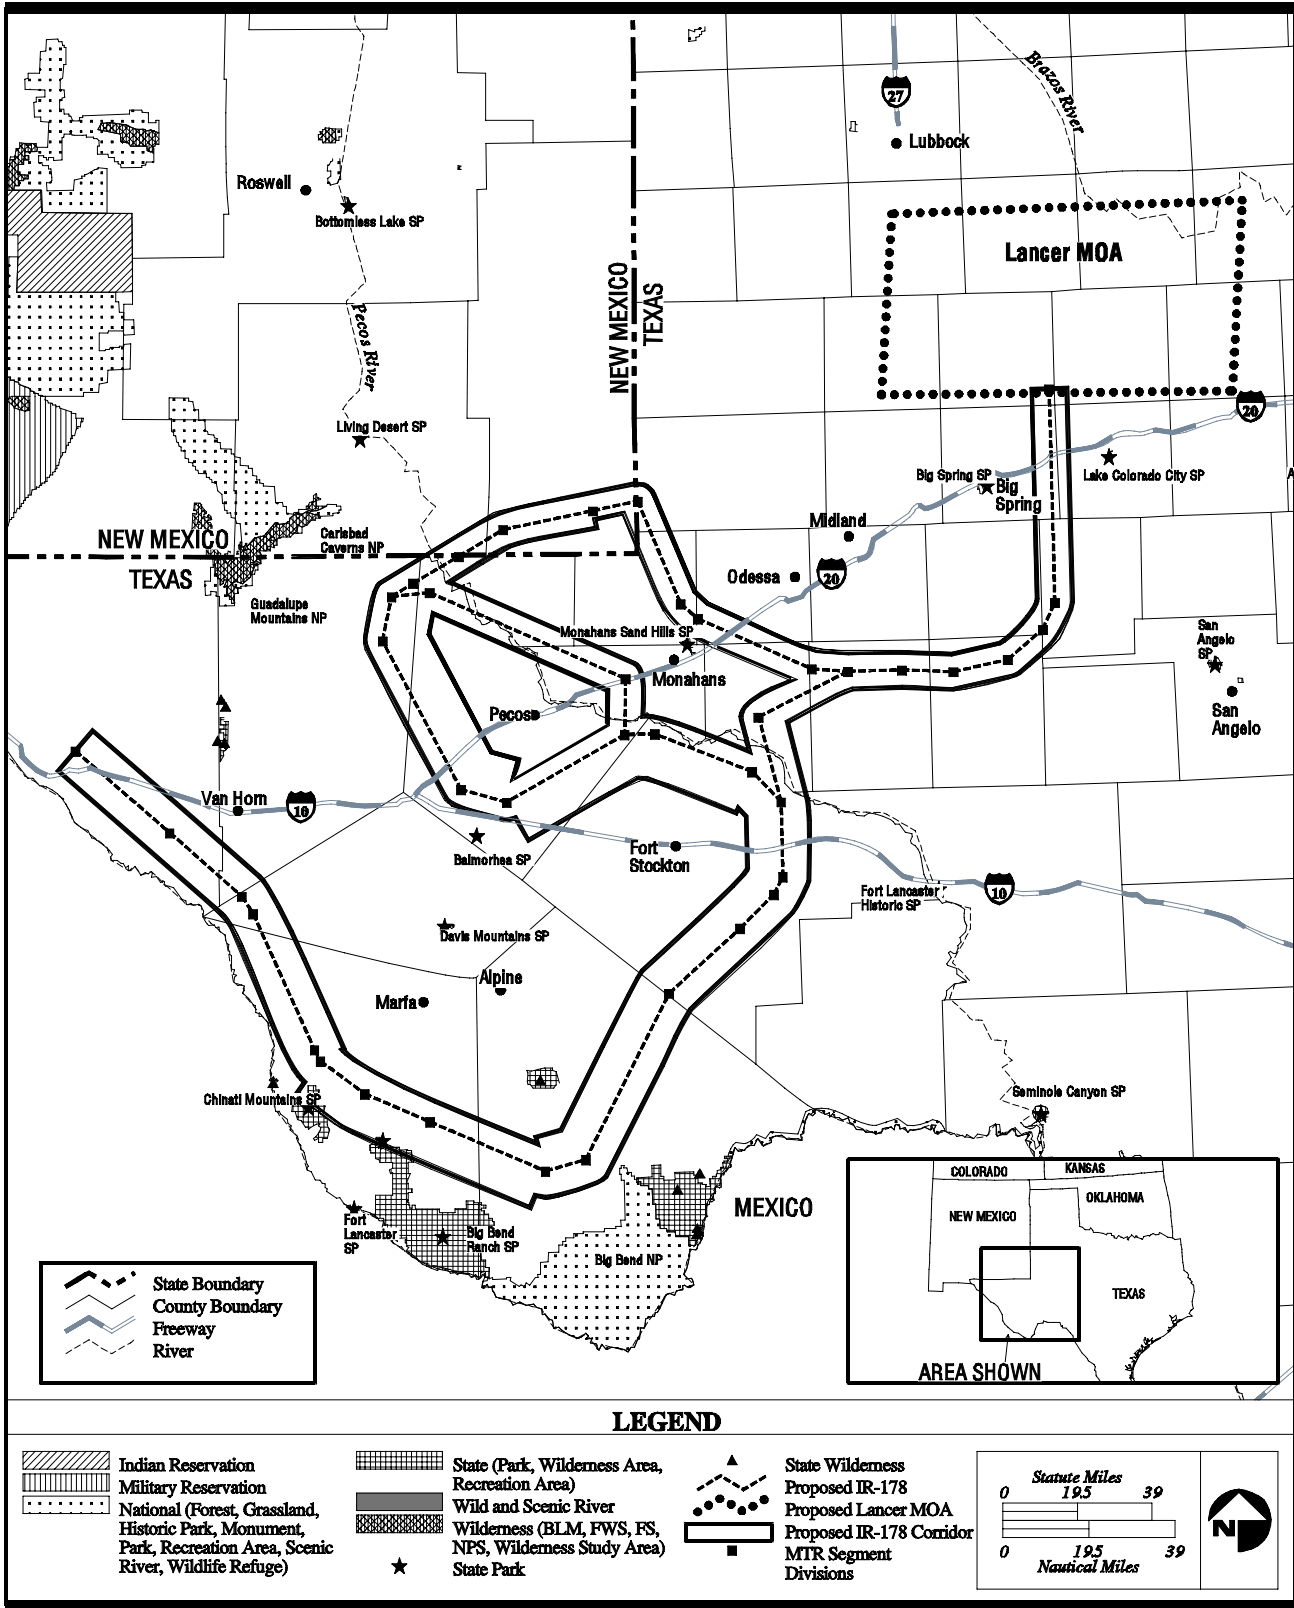 Brazos River
27
Lubbock
Roswell
Bottomless Lake SP
Lancer MOA
NEW MEXICO
TEXAS
Pecos River
20
Living Desert SP
Big Spring SP
Big
Spring
Lake Colorado City SP
A
Midland
Odessa
20
NEW MEXICO
TEXAS
Carlsbad
Caverns NP
Guadalupe
Mountains NP
Monahans Sand Hills SP
Monahans
San
Angelo
SP
San
Angelo
Pecos
Van Horn
10
Balmorhea SP
Fort
Stockton
Fort Lancaster
Historic SP
10
Davis Mountains SP
Alpine
Marfa
Chinati Mountains SP
Seminole Canyon SP
MEXICO
Fort
Lancaster
SP
Big Bend
Ranch SP
Big Bend NP
COLORADO
KANSAS
OKLAHOMA
NEW MEXICO
TEXAS
AREA SHOWN
State Boundary
County Boundary
Freeway
River
LEGEND
Indian Reservation
Military Reservation
National (Forest, Grassland,
Historic Park, Monument,
Park, Recreation Area, Scenic
River, Wildlife Refuge)
State (Park, Wilderness Area,
Recreation Area)
Wild and Scenic River
Wilderness (BLM, FWS, FS,
NPS, Wilderness Study Area)
State Park
State Wilderness
Proposed IR-178
Proposed Lancer MOA
Proposed IR-178 Corridor
MTR Segment
Divisions
Statute Miles
0 19.5 39
0 19.5 39
Nautical Miles
N